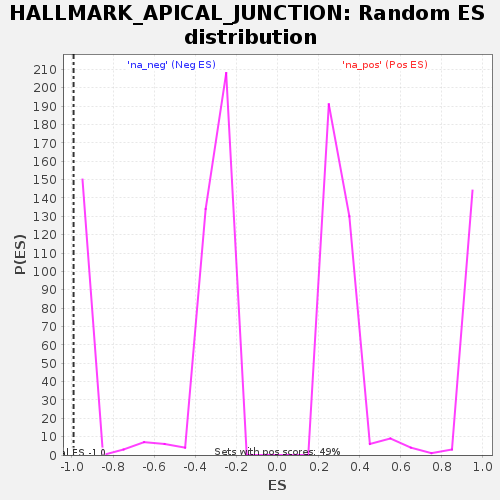 HALLMARK_APICAL_JUNCTION: Random ES
distribution
'na_neg' (Neg ES)
'na_pos' (Pos ES)
P(ES)
210
200
190
180
170
160
150
140
130
120
110
100
90
80
70
60
50
40
30
20
10
0
ES -1.0
Sets with pos scores: 49%
-1.0 -0.8 -0.6 -0.4 -0.2 0.0 0.2 0.4 0.6 0.8 1.0
ES